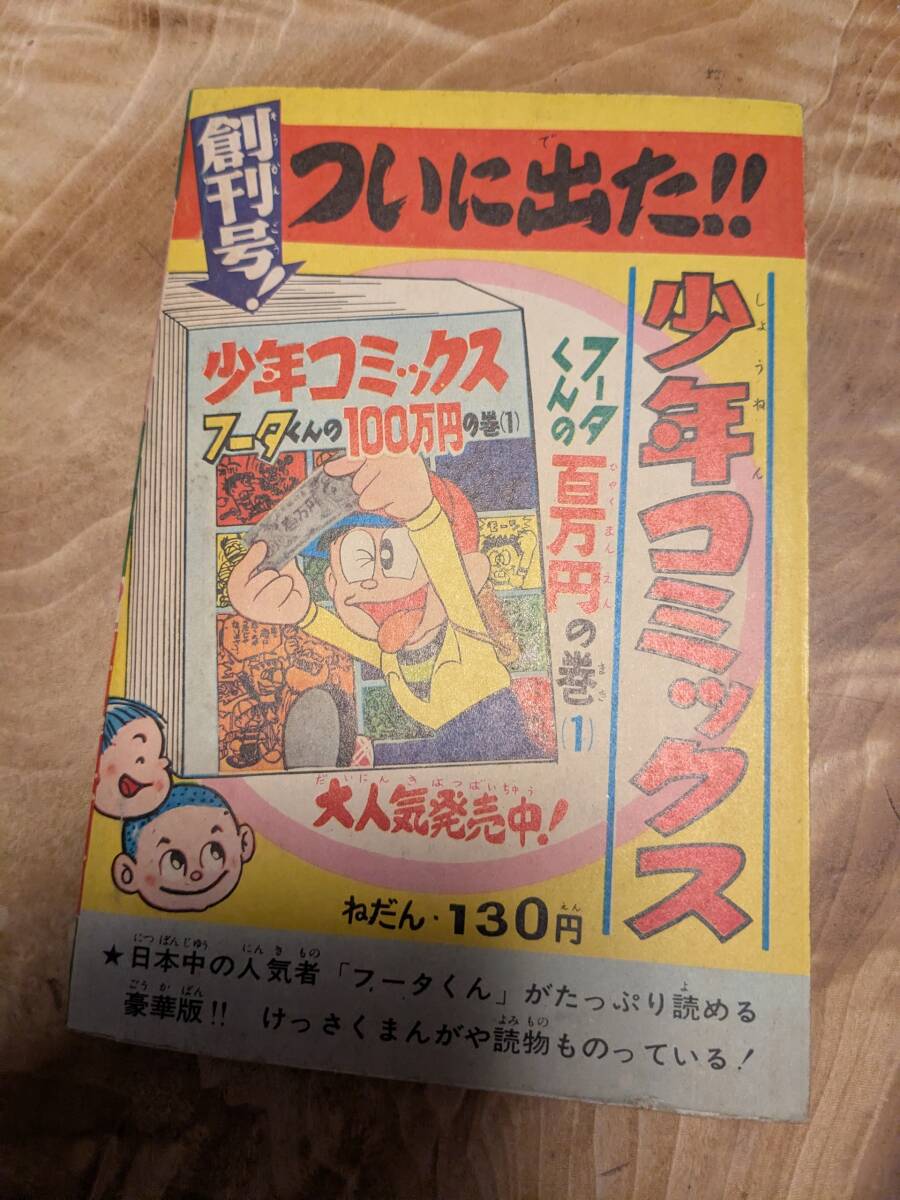 創刊号!
ついに出た!!
少年コミックス
フータくんの
百万円の巻(1)
少年コミックス
フータくんの100万円の巻(1)
壱万円
大人気発売中!
ねだん・130円
★日本中の人気者「フータくん」がたっぷり読める
豪華版!! けっさくまんがや読物ものっている!